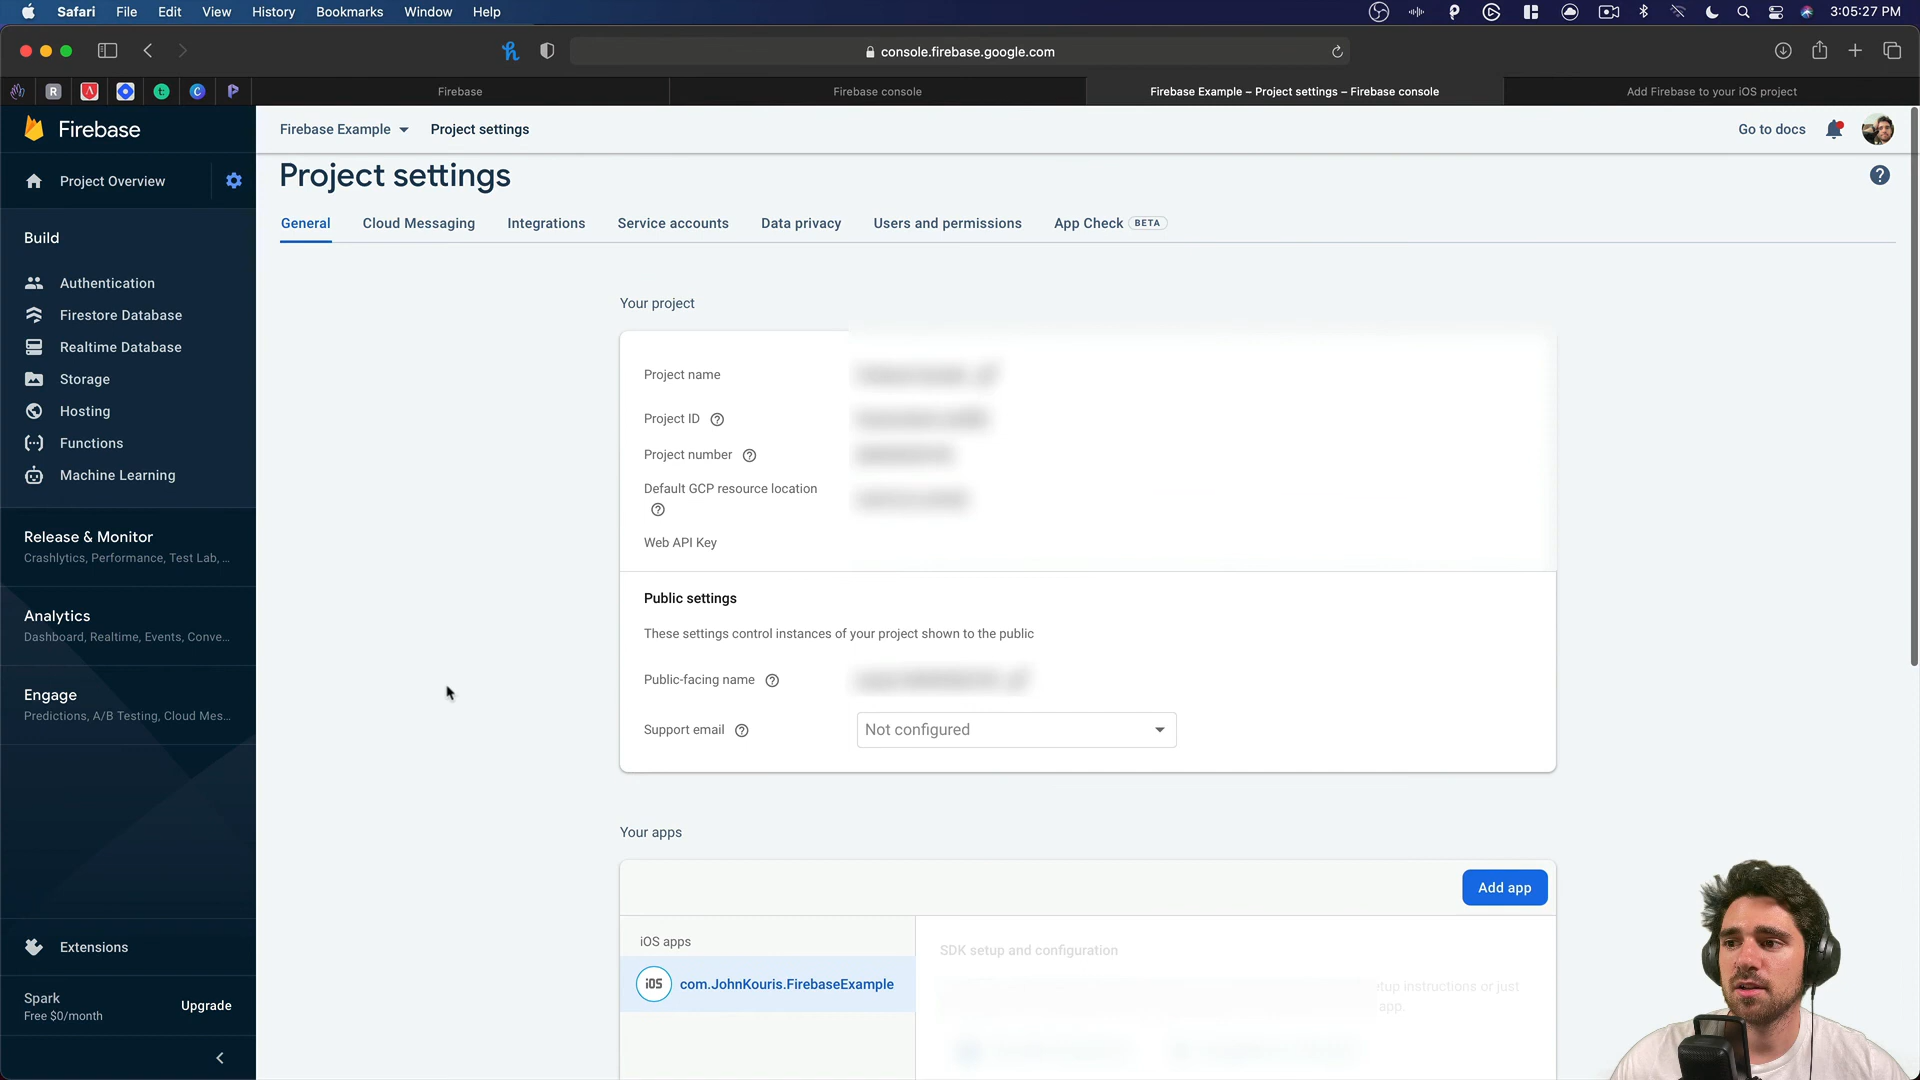 Safari File Edit View History Bookmarks Window Help 3:05:27 PM
console.firebase.google.com
Firebase
Firebase console
Firebase Example – Project settings – Firebase console
Add Firebase to your iOS project
Firebase
Firebase Example Project settings
Go to docs
Project Overview
Project settings
General Cloud Messaging Integrations Service accounts Data privacy Users and permissions App Check BETA
Build
Authentication
Firestore Database
Realtime Database
Storage
Hosting
Functions
Machine Learning
Release & Monitor
Crashlytics, Performance, Test Lab, ...
Analytics
Dashboard, Realtime, Events, Conve...
Engage
Predictions, A/B Testing, Cloud Mes...
Extensions
Spark
Free $0/month
Upgrade
Your project
Project name
Project ID
Project number
Default GCP resource location
Web API Key
Public settings
These settings control instances of your project shown to the public
Public-facing name
Support email Not configured
Your apps
Add app
iOS apps
iOS com.JohnKouris.FirebaseExample
SDK setup and configuration
instructions or just
app.